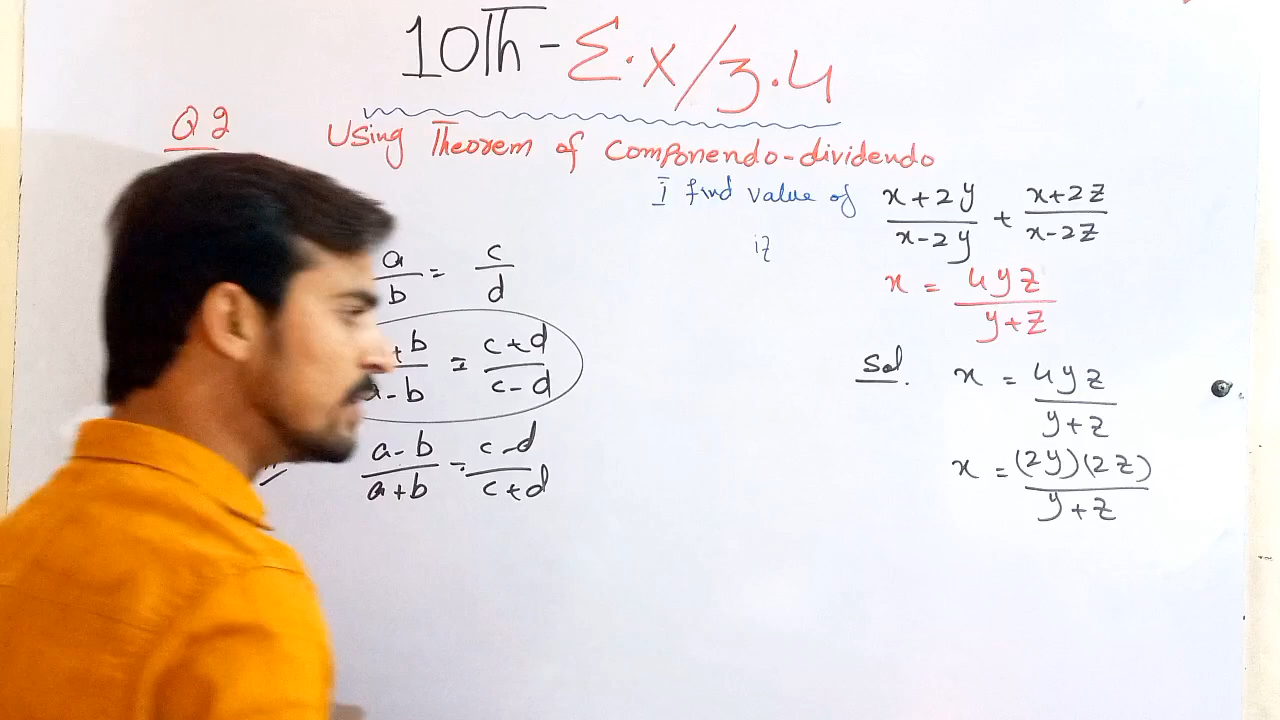 10Th - Ex/3.4
Q 2
Using Theorem of Componendo-dividendo
I find value of (x+2y)/(x-2y) + (x+2z)/(x-2z)
if
x = 4yz/(y+z)
a/b = c/d
+b/a-b = (c+d)/(c-d)
(a-b)/(a+b) = (c-d)/(c+d)
Sol. x = 4yz/(y+z)
x = (2y)(2z)/(y+z)